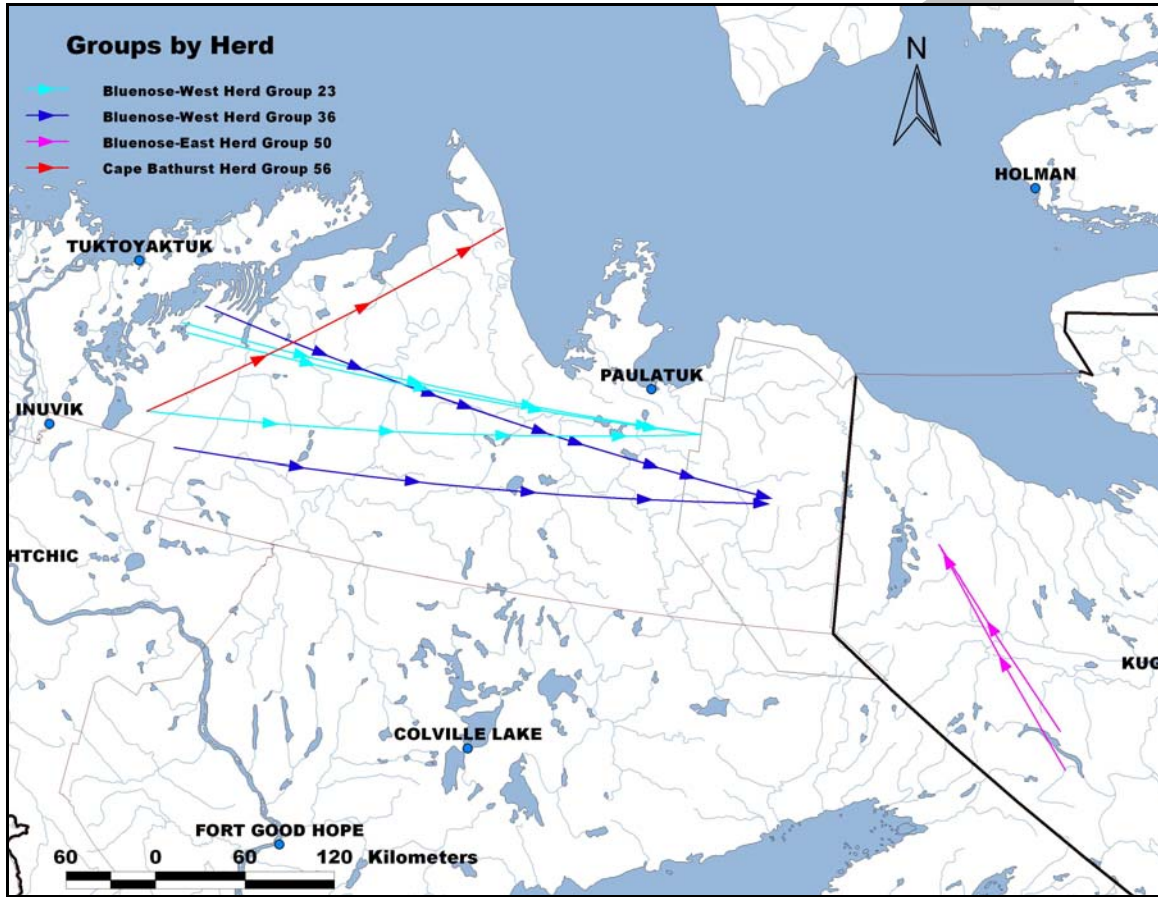 Groups by Herd
Bluenose-West Herd Group 23
Bluenose-West Herd Group 36
Bluenose-East Herd Group 50
Cape Bathurst Herd Group 56
N
HOLMAN
TUKTOYAKTUK
PAULATUK
INUVIK
HTCHIC
KUG
COLVILLE LAKE
FORT GOOD HOPE
60 0 60 120 Kilometers